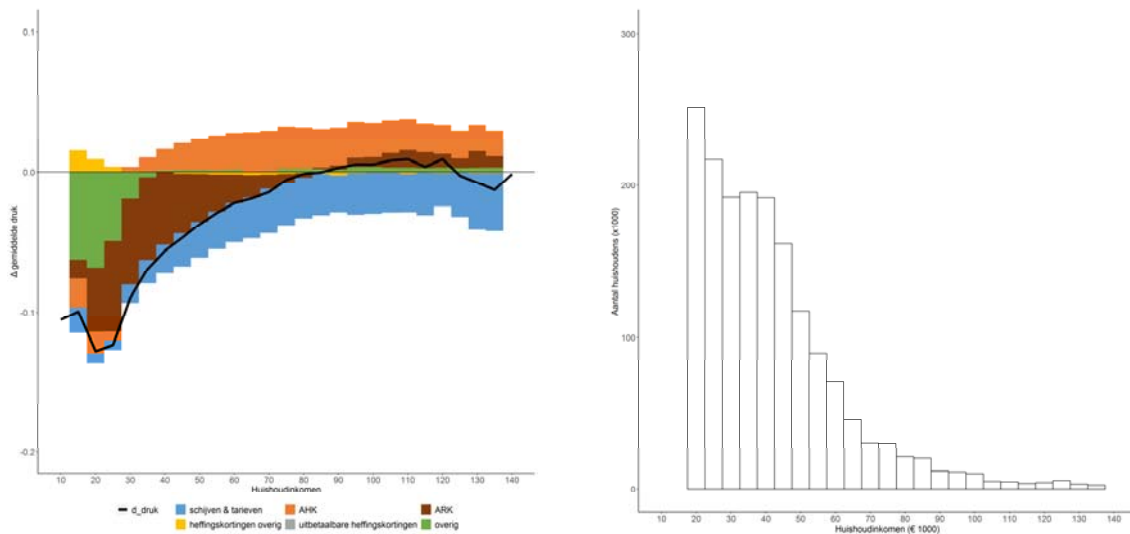 0.1
0.0
-0.1
-0.2
Δ gemiddelde druk
10 20 30 40 50 60 70 80 90 100 110 120 130 140
Huishoudinkomen
d_druk schijven & tarieven AHK ARK
heffingskortingen overig uitbetaalbare heffingskortingen overig
300
200
100
0
Aantal huishoudens (x1000)
10 20 30 40 50 60 70 80 90 100 110 120 130 140
Huishoudinkomen (€ 1000)